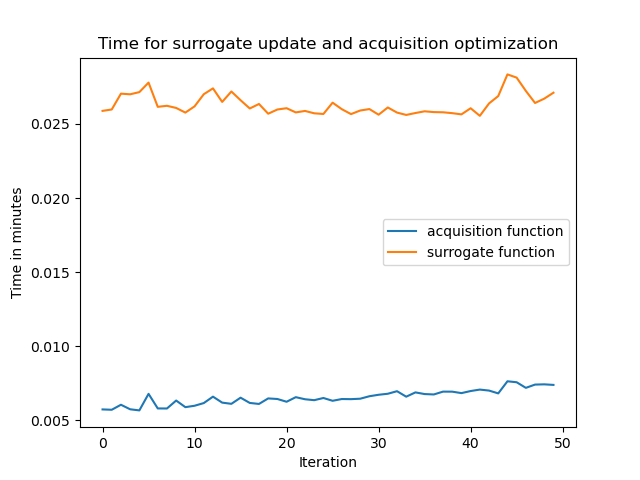 Time for surrogate update and acquisition optimization
Time in minutes
0.025
0.020
0.015
0.010
0.005
acquisition function
surrogate function
0 10 20 30 40 50
Iteration